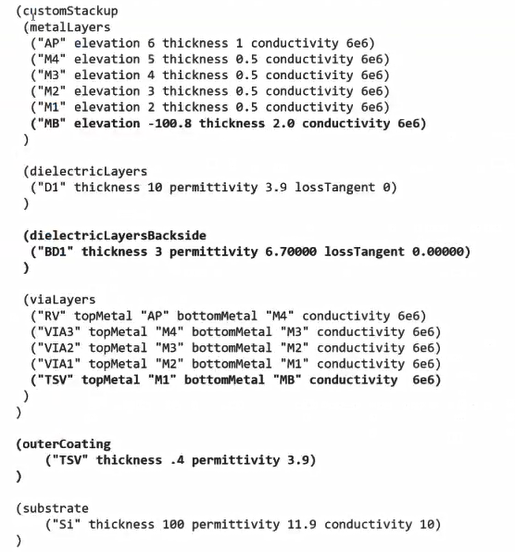 (customStackup
(metalLayers
("AP" elevation 6 thickness 1 conductivity 6e6)
("M4" elevation 5 thickness 0.5 conductivity 6e6)
("M3" elevation 4 thickness 0.5 conductivity 6e6)
("M2" elevation 3 thickness 0.5 conductivity 6e6)
("M1" elevation 2 thickness 0.5 conductivity 6e6)
("MB" elevation -100.8 thickness 2.0 conductivity 6e6)
)
(dielectricLayers
("D1" thickness 10 permittivity 3.9 lossTangent 0)
)
(dielectricLayersBackside
("BD1" thickness 3 permittivity 6.70000 lossTangent 0.00000)
)
(viaLayers
("RV" topMetal "AP" bottomMetal "M4" conductivity 6e6)
("VIA3" topMetal "M4" bottomMetal "M3" conductivity 6e6)
("VIA2" topMetal "M3" bottomMetal "M2" conductivity 6e6)
("VIA1" topMetal "M2" bottomMetal "M1" conductivity 6e6)
("TSV" topMetal "M1" bottomMetal "MB" conductivity  6e6)
)
)
(outerCoating
("TSV" thickness .4 permittivity 3.9)
)
(substrate
("Si" thickness 100 permittivity 11.9 conductivity 10)
)